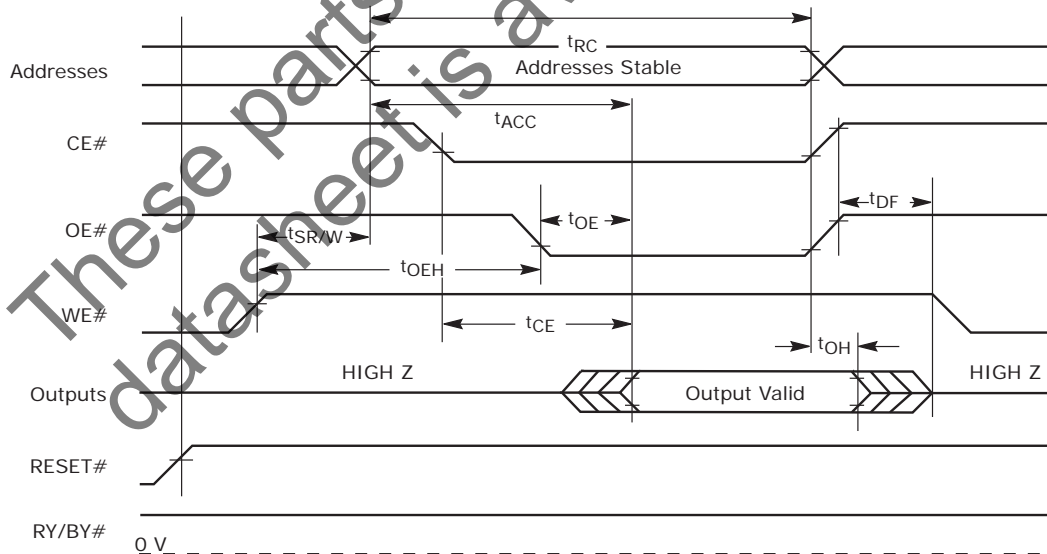 tRC
Addresses
Addresses Stable
tACC
CE#
tDF
OE#
tOE
tSR/W
tOEH
WE#
tCE
tOH
HIGH Z
HIGH Z
Outputs
Output Valid
RESET#
RY/BY#
0 V
These parts
datasheet is a